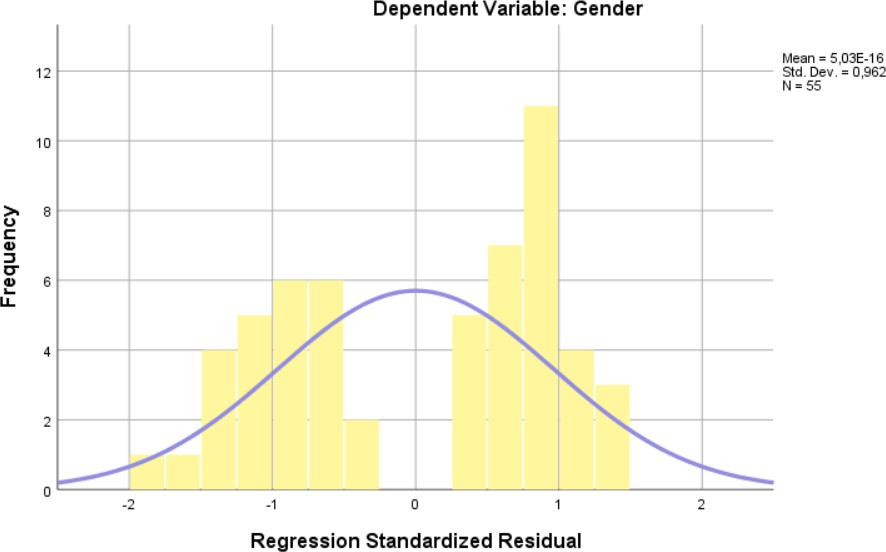 Dependent Variable: Gender
Mean = 5,03E-16
Std. Dev. = 0,962
N = 55
Frequency
12
10
8
6
4
2
0
-2 -1 0 1 2
Regression Standardized Residual